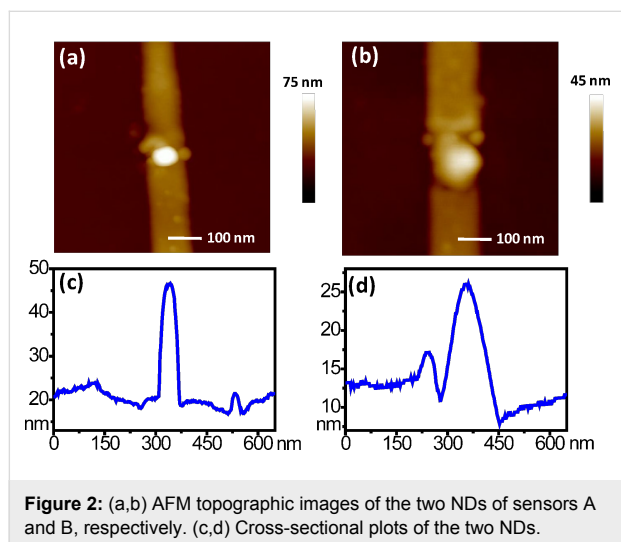 (a)
75 nm
100 nm
(b)
45 nm
100 nm
(c)
50
40
30
20
nm
0 150 300 450 600 nm
(d)
25
20
15
10
nm
0 150 300 450 600 nm
Figure 2: (a,b) AFM topographic images of the two NDs of sensors A
and B, respectively. (c,d) Cross-sectional plots of the two NDs.